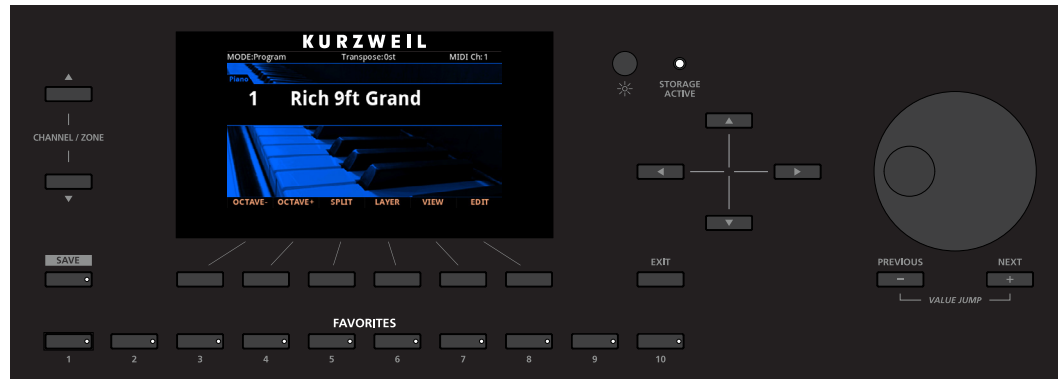 KURZWEIL
MODE:Program Transpose:0st MIDI Ch:1
Piano
1 Rich 9ft Grand
OCTAVE- OCTAVE+ SPLIT LAYER VIEW EDIT
STORAGE
ACTIVE
CHANNEL / ZONE
SAVE
EXIT
PREVIOUS NEXT
- +
VALUE JUMP
FAVORITES
1 2 3 4 5 6 7 8 9 10